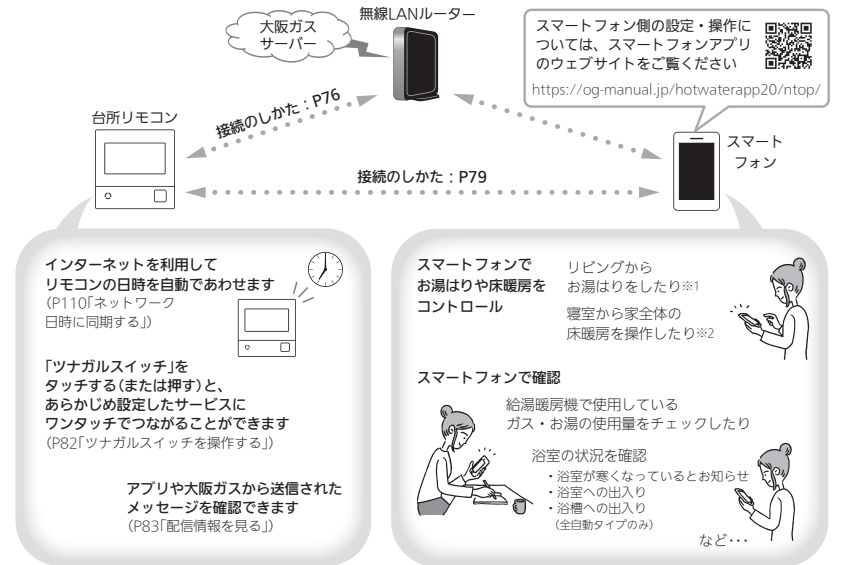 大阪ガス
サーバー
無線LANルーター
スマートフォン側の設定・操作に
ついては、スマートフォンアプリ
のウェブサイトをご覧ください
https://og-manual.jp/hotwaterapp20/ntop/
台所リモコン
接続のしかた：P76
スマート
フォン
接続のしかた：P79
インターネットを利用して
リモコンの日時を自動であわせます
(P110「ネットワーク
日時に同期する」)
「ツナガルスイッチ」を
タッチする(または押す)と、
あらかじめ設定したサービスに
ワンタッチでつながることができます
(P82「ツナガルスイッチを操作する」)
アプリや大阪ガスから送信された
メッセージを確認できます
(P83「配信情報を見る」)
スマートフォンで
お湯はりや床暖房を
コントロール
リビングから
お湯はりをしたり※1
寝室から家全体の
床暖房を操作したり※2
スマートフォンで確認
給湯暖房機で使用している
ガス・お湯の使用量をチェックしたり
浴室の状況を確認
・浴室が寒くなっているとお知らせ
・浴室への出入り
・浴槽への出入り
(全自動タイプのみ)
など･･･